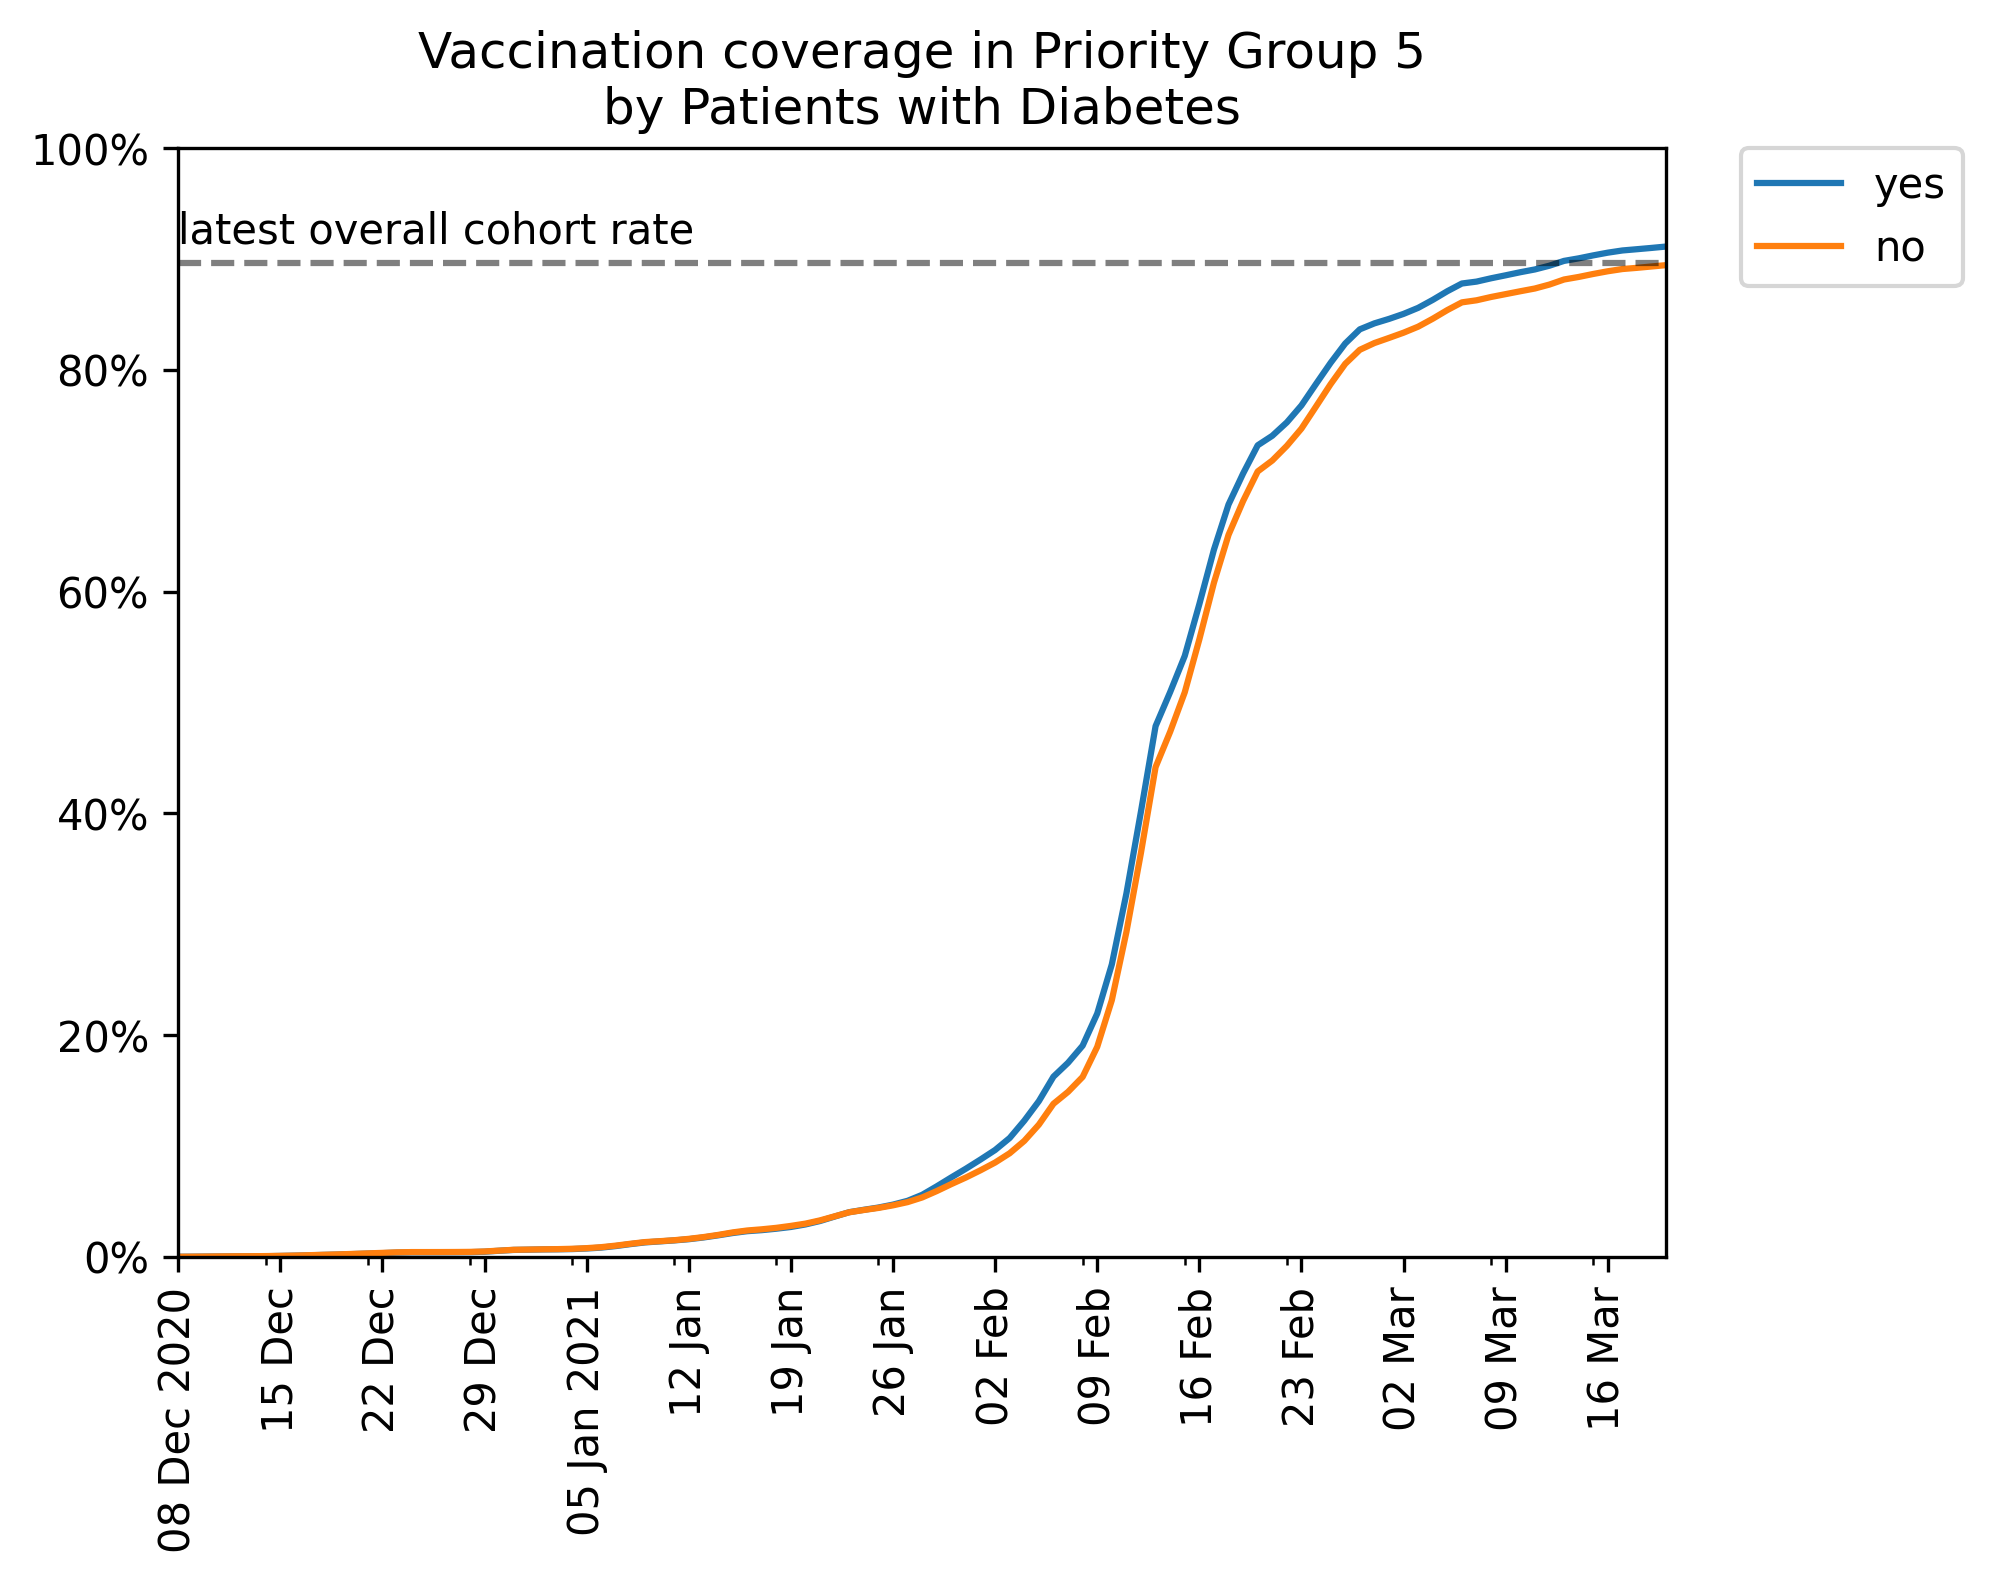 Vaccination coverage in Priority Group 5
by Patients with Diabetes
100%
80%
60%
40%
20%
0%
latest overall cohort rate
yes
no
08 Dec 2020
15 Dec
22 Dec
29 Dec
05 Jan 2021
12 Jan
19 Jan
26 Jan
02 Feb
09 Feb
16 Feb
23 Feb
02 Mar
09 Mar
16 Mar